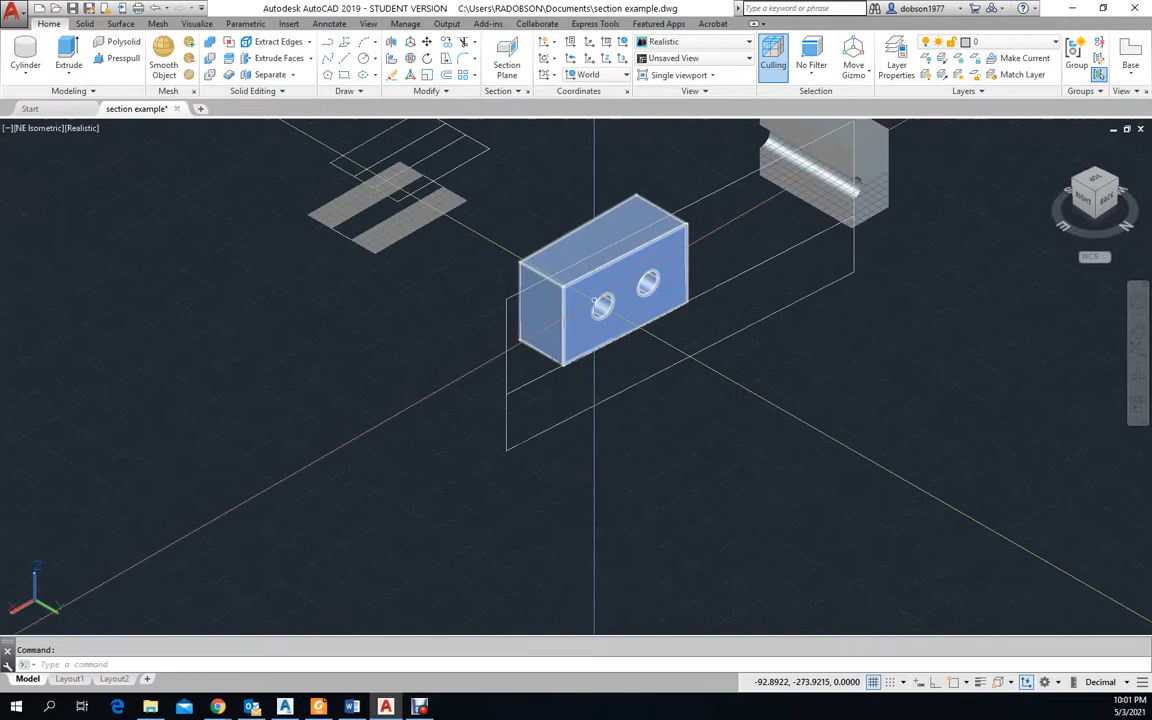 Autodesk AutoCAD 2019 - STUDENT VERSION C:\Users\RADOBSON\Documents\section example.dwg
Type a keyword or phrase
dobson1977
Home Solid Surface Mesh Visualize Parametric Insert Annotate View Manage Output Add-ins Collaborate Express Tools Featured Apps Acrobat
Cylinder
Extrude
Polysolid
Presspull
Smooth
Object
Extract Edges
Extrude Faces
Separate
Section
Plane
World
Realistic
Unsaved View
Single viewport
Culling
No Filter
Move
Gizmo
Layer
Properties
0
Make Current
Match Layer
Group
Base
Modeling
Mesh
Solid Editing
Draw
Modify
Section
Coordinates
View
Selection
Layers
Groups
View
Start
section example*
[−][NE Isometric][Realistic]
TOP
RIGHT
BACK
E
N
WCS
Z
X
Y
Command:
Type a command
Model Layout1 Layout2
-92.8922, -273.9215, 0.0000
Decimal
10:01 PM
5/3/2021